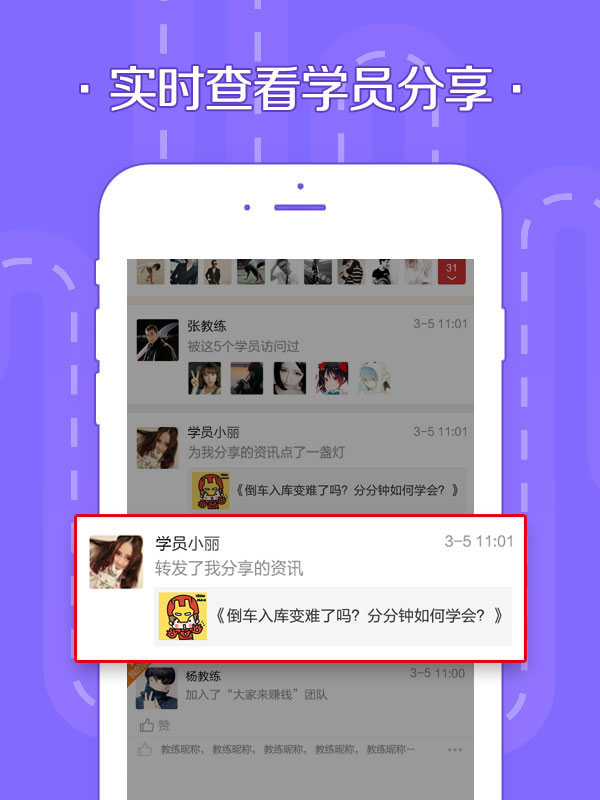 · 实时查看学员分享 ·
31
张教练 3-5 11:01
被这5个学员访问过
学员小丽 3-5 11:01
为我分享的资讯点了一盏灯
《倒车入库变难了吗？分分钟如何学会？》
学员小丽 3-5 11:01
转发了我分享的资讯
《倒车入库变难了吗？分分钟如何学会？》
杨教练 3-5 11:00
加入了“大家来赚钱”团队
赞
教练昵称，教练昵称，教练昵称，教练昵称，教练昵称···